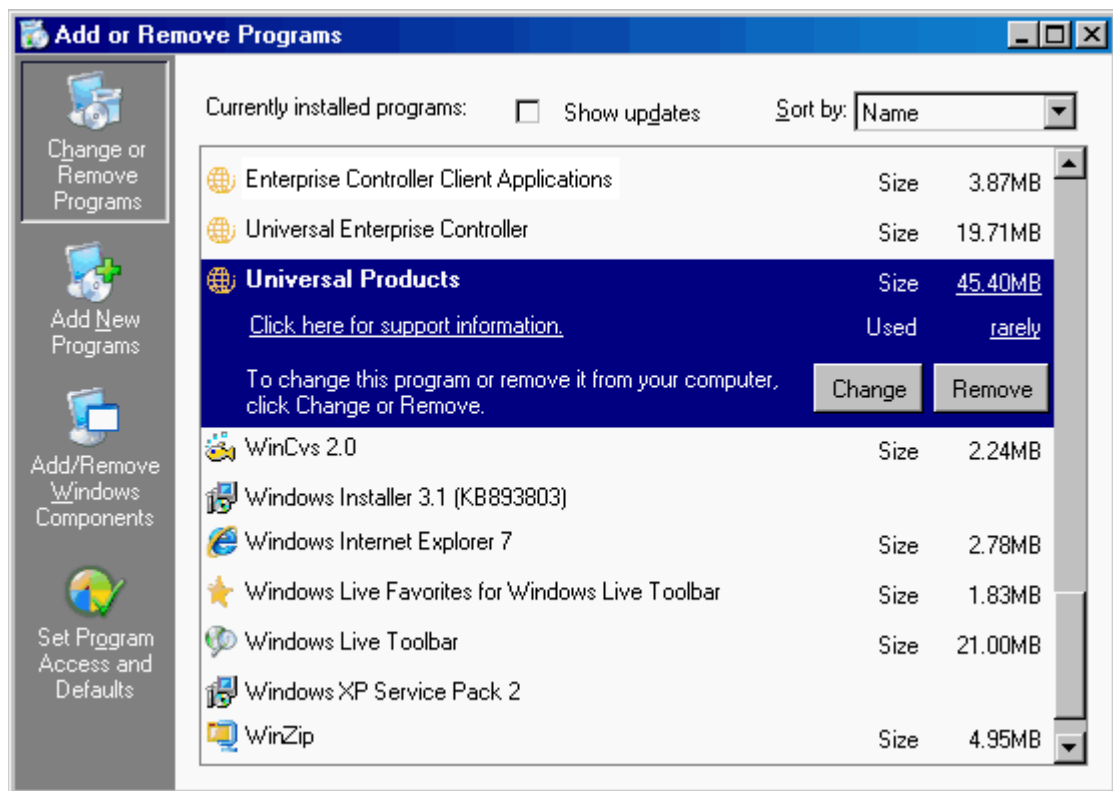 Add or Remove Programs
Change or
Remove
Programs
Add New
Programs
Add/Remove
Windows
Components
Set Program
Access and
Defaults
Currently installed programs: Show updates Sort by: Name
Enterprise Controller Client Applications Size 3.87MB
Universal Enterprise Controller Size 19.71MB
Universal Products Size 45.40MB
Click here for support information. Used rarely
To change this program or remove it from your computer,
click Change or Remove.
Change Remove
WinCvs 2.0 Size 2.24MB
Windows Installer 3.1 (KB893803)
Windows Internet Explorer 7 Size 2.78MB
Windows Live Favorites for Windows Live Toolbar Size 1.83MB
Windows Live Toolbar Size 21.00MB
Windows XP Service Pack 2
WinZip Size 4.95MB